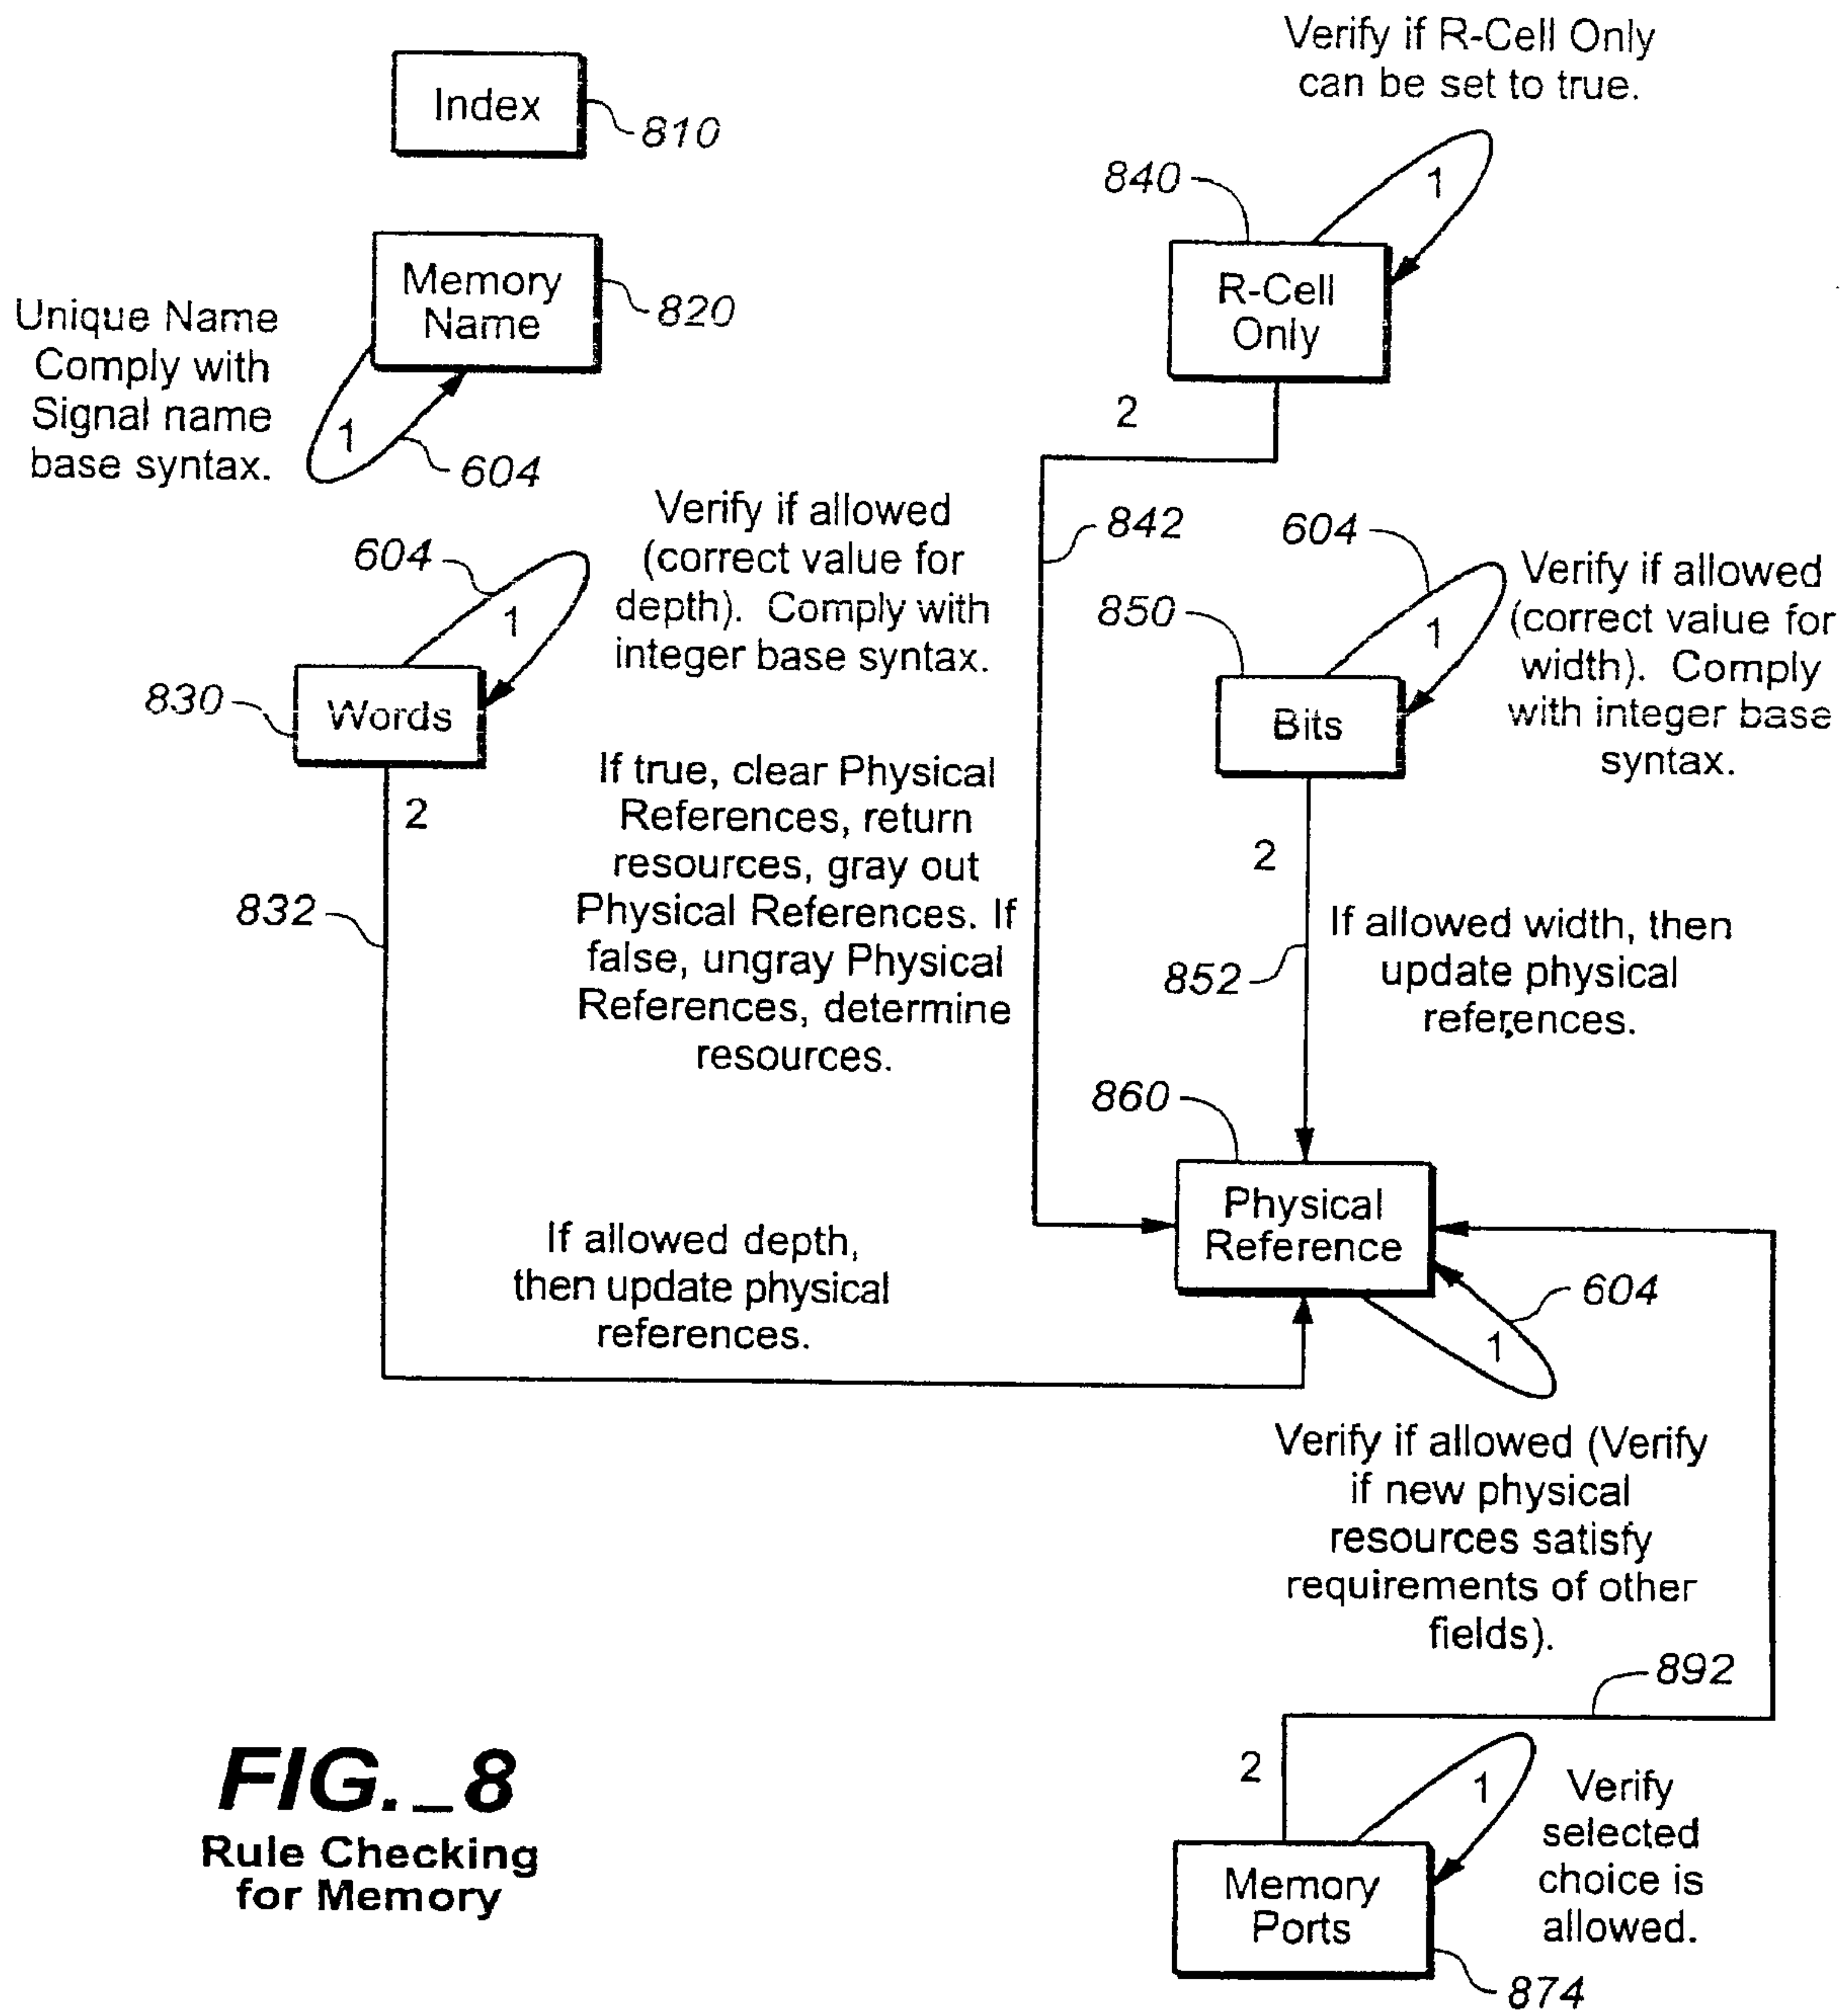 Verify if R-Cell Only
can be set to true.
Index
810
840
1
Memory
Name
820
R-Cell
Only
Unique Name
Comply with
Signal name
base syntax.
1
604
2
842
604
1
Verify if allowed
(correct value for
depth). Comply with
integer base syntax.
830
Words
2
832
604
1
850
Bits
Verify if allowed
(correct value for
width). Comply
with integer base
syntax.
2
852
If true, clear Physical
References, return
resources, gray out
Physical References. If
false, ungray Physical
References, determine
resources.
If allowed width, then
update physical
references.
860
Physical
Reference
604
1
If allowed depth,
then update physical
references.
Verify if allowed (Verify
if new physical
resources satisfy
requirements of other
fields).
892
2
1
Memory
Ports
874
Verify
selected
choice is
allowed.
FIG._8
Rule Checking
for Memory